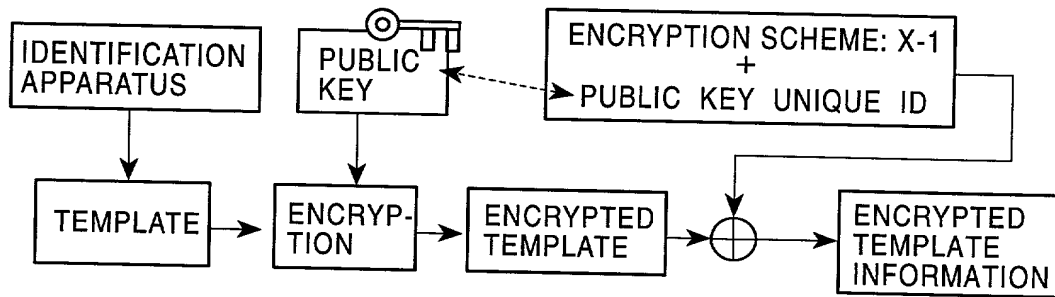 IDENTIFICATION
APPARATUS
PUBLIC
KEY
ENCRYPTION SCHEME: X-1
+
PUBLIC KEY UNIQUE ID
TEMPLATE
ENCRYP-
TION
ENCRYPTED
TEMPLATE
ENCRYPTED
TEMPLATE
INFORMATION